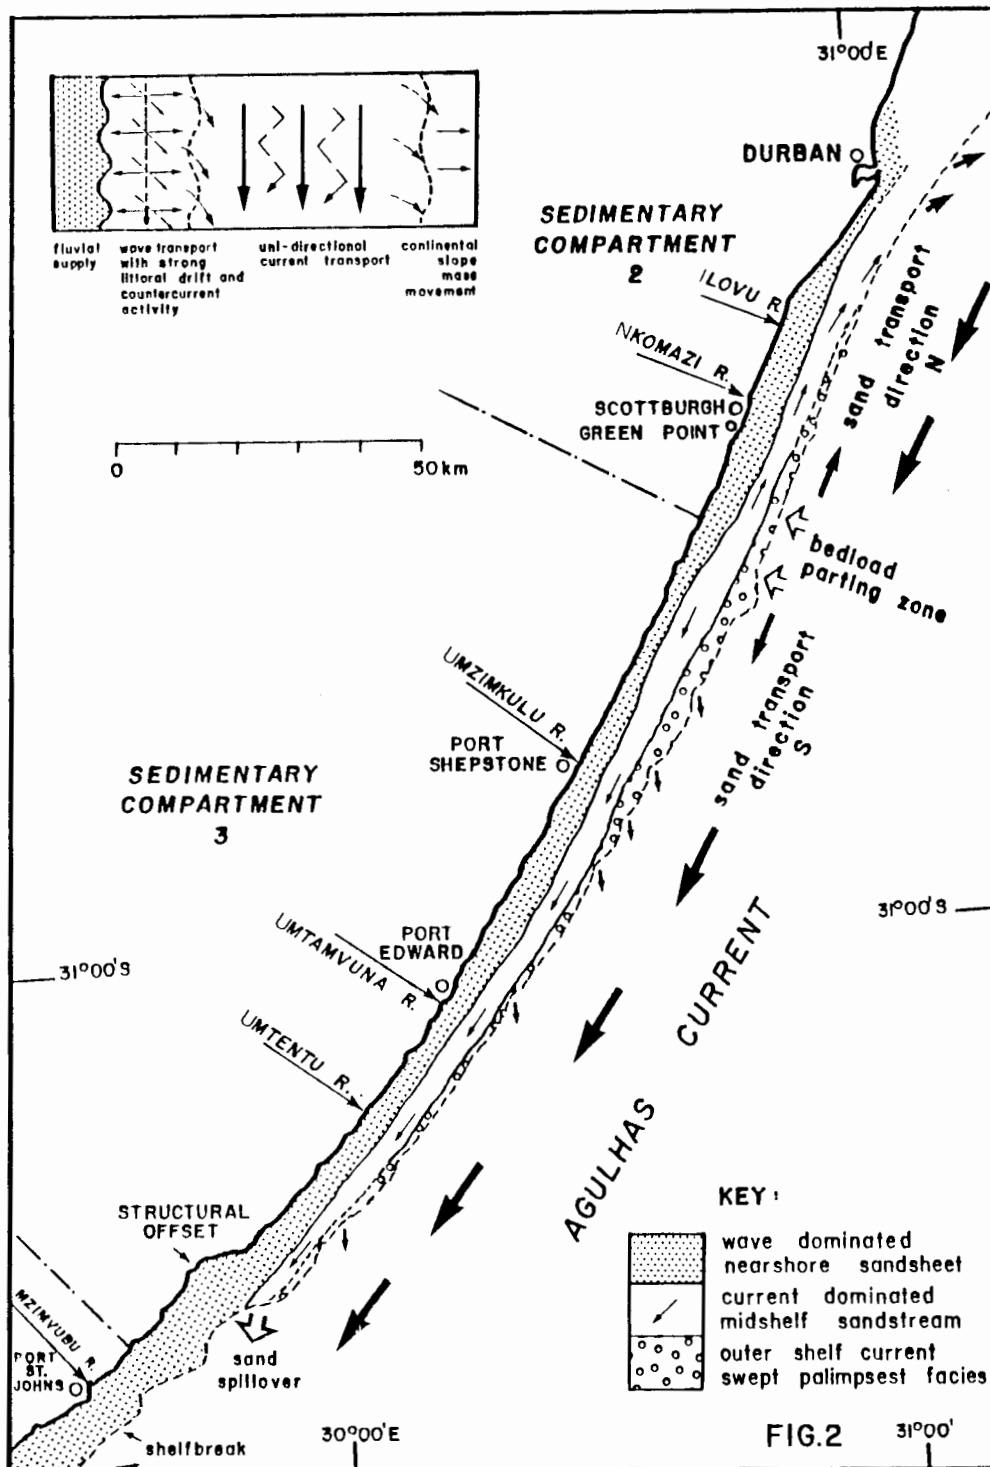 31°00'E
DURBAN
fluvial
supply
wave transport
with strong
littoral drift and
countercurrent
activity
uni-directional
current transport
continental
slope
mass
movement
SEDIMENTARY
COMPARTMENT
2
ILOVU R
NKOMAZI R.
SCOTTBURGH
GREEN POINT
0
50 km
sand transport
direction
N
bedload
parting zone
sand transport
direction
S
UMZIMKULU R.
PORT
SHEPSTONE
SEDIMENTARY
COMPARTMENT
3
31°00'S
31°00'S
PORT
EDWARD
UMTAMVUNA R.
UMTENTU R.
AGULHAS CURRENT
STRUCTURAL
OFFSET
MZIMVUBU R.
PORT
ST.
JOHNS
sand
spillover
shelfbreak
30°00'E
KEY:
wave dominated
nearshore sandsheet
current dominated
midshelf sandstream
outer shelf current
swept palimpsest facies
FIG.2
31°00'